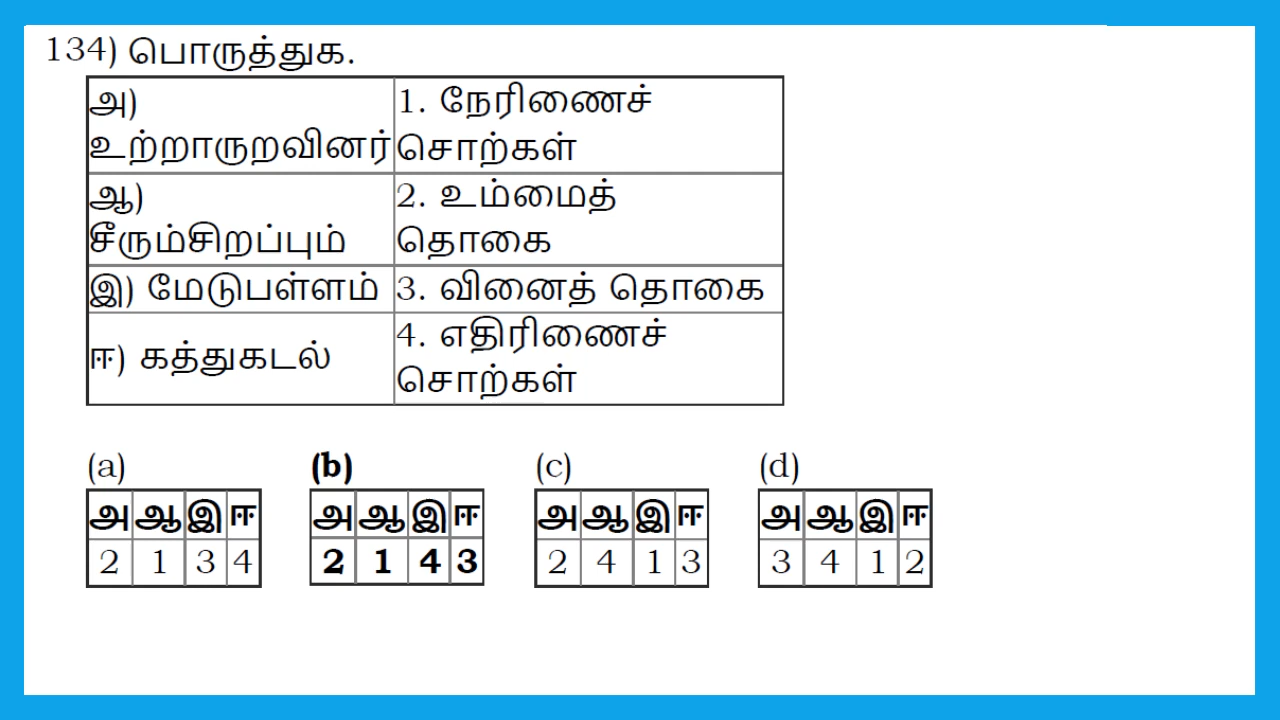 134) பொருத்துக.
அ) 
உற்றாருறவினர்
1. நேரிணைச்
சொற்கள்
ஆ)
சீரும்சிறப்பும்
2. உம்மைத்
தொகை
இ) மேடுபள்ளம்
3. வினைத் தொகை
ஈ) கத்துகடல்
4. எதிரிணைச்
சொற்கள்
(a) (b) (c) (d)
அ ஆ இ ஈ அ ஆ இ ஈ அ ஆ இ ஈ அ ஆ இ ஈ
2 1 3 4 2 1 4 3 2 4 1 3 3 4 1 2